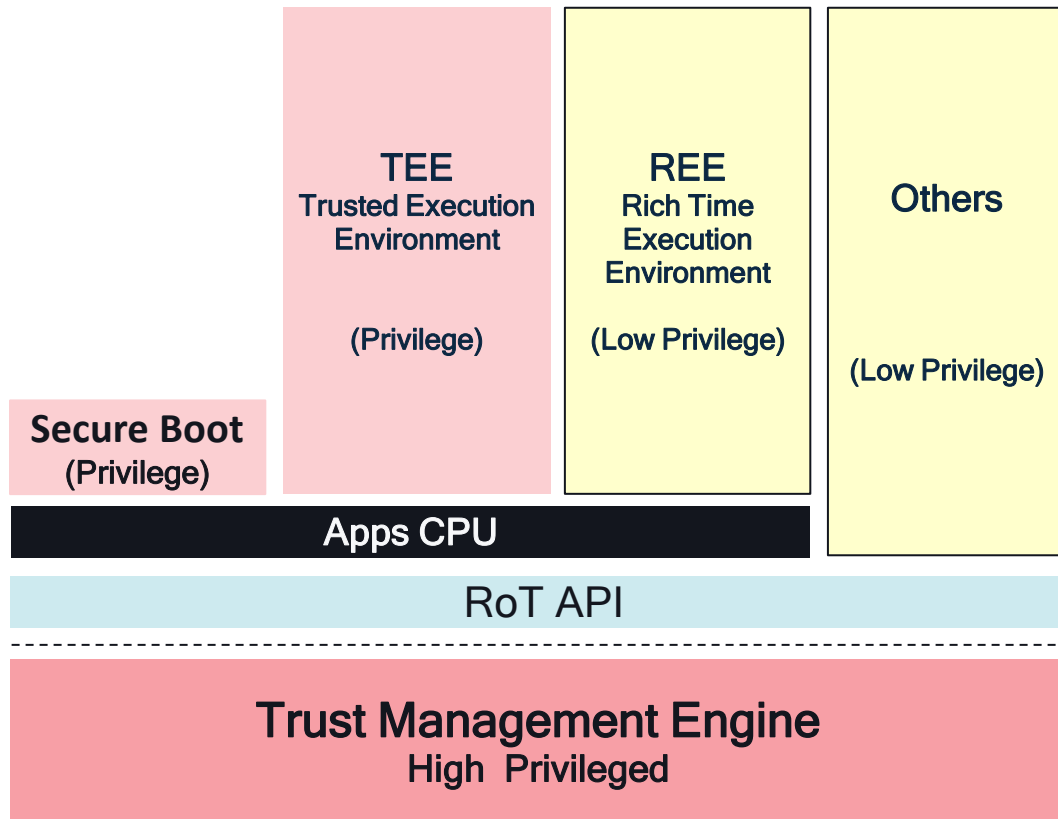 TEE
Trusted Execution
Environment
(Privilege)
REE
Rich Time
Execution
Environment
(Low Privilege)
Others
(Low Privilege)
Secure Boot
(Privilege)
Apps CPU
RoT API
Trust Management Engine
High Privileged